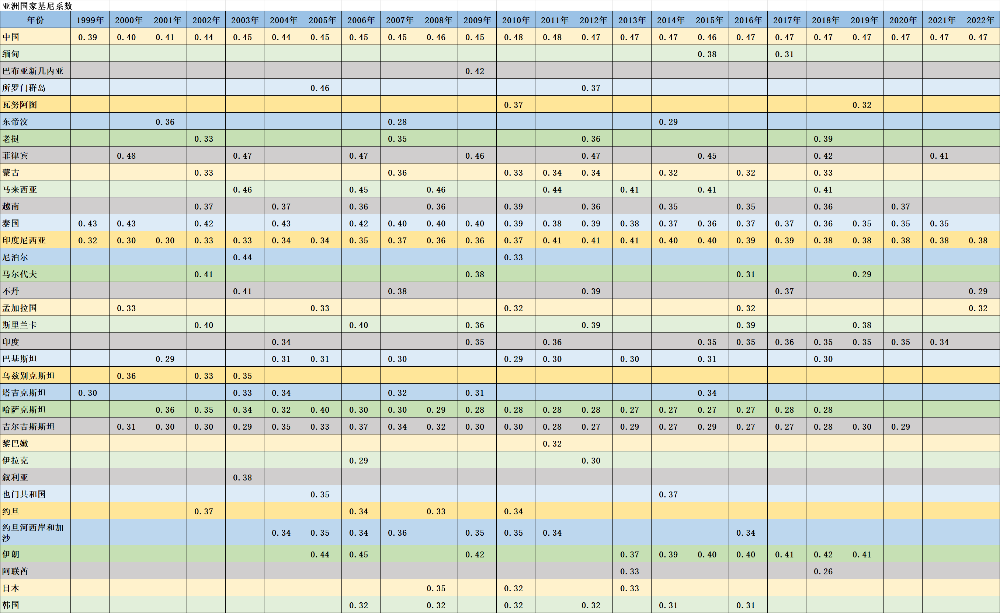 亚洲国家基尼系数
年份 1999年 2000年 2001年 2002年 2003年 2004年 2005年 2006年 2007年 2008年 2009年 2010年 2011年 2012年 2013年 2014年 2015年 2016年 2017年 2018年 2019年 2020年 2021年 2022年
中国 0.39 0.40 0.41 0.44 0.45 0.44 0.45 0.45 0.45 0.46 0.45 0.48 0.48 0.47 0.47 0.47 0.46 0.47 0.47 0.47 0.47 0.47 0.47 0.47
缅甸 0.38 0.31
巴布亚新几内亚 0.42
所罗门群岛 0.46 0.37
瓦努阿图 0.37 0.32
东帝汶 0.36 0.28 0.29
老挝 0.33 0.35 0.36 0.39
菲律宾 0.48 0.47 0.47 0.46 0.47 0.45 0.42 0.41
蒙古 0.33 0.36 0.33 0.34 0.34 0.32 0.32 0.33
马来西亚 0.46 0.45 0.46 0.44 0.41 0.41 0.41
越南 0.37 0.37 0.36 0.36 0.39 0.36 0.35 0.35 0.36 0.37
泰国 0.43 0.43 0.42 0.43 0.42 0.40 0.40 0.40 0.39 0.38 0.39 0.38 0.37 0.36 0.37 0.37 0.36 0.35 0.35 0.35
印度尼西亚 0.32 0.30 0.30 0.33 0.33 0.34 0.34 0.35 0.37 0.36 0.36 0.37 0.41 0.41 0.41 0.40 0.40 0.39 0.39 0.38 0.38 0.38 0.38 0.38
尼泊尔 0.44 0.33
马尔代夫 0.41 0.38 0.31 0.29
不丹 0.41 0.38 0.39 0.37 0.29
孟加拉国 0.33 0.33 0.32 0.32 0.32
斯里兰卡 0.40 0.40 0.36 0.39 0.39 0.38
印度 0.34 0.35 0.36 0.35 0.35 0.36 0.35 0.35 0.35 0.34
巴基斯坦 0.29 0.31 0.31 0.30 0.29 0.30 0.30 0.31 0.30
乌兹别克斯坦 0.36 0.33 0.35
塔吉克斯坦 0.30 0.33 0.34 0.32 0.31 0.34
哈萨克斯坦 0.36 0.35 0.34 0.32 0.40 0.30 0.30 0.29 0.28 0.28 0.28 0.28 0.27 0.27 0.27 0.27 0.28 0.28
吉尔吉斯斯坦 0.31 0.30 0.30 0.29 0.35 0.33 0.37 0.34 0.32 0.30 0.30 0.28 0.27 0.29 0.27 0.29 0.27 0.27 0.28 0.30 0.29
黎巴嫩 0.32
伊拉克 0.29 0.30
叙利亚 0.38
也门共和国 0.35 0.37
约旦 0.37 0.34 0.33 0.34
约旦河西岸和加
沙 0.34 0.35 0.34 0.36 0.35 0.35 0.34 0.34
伊朗 0.44 0.45 0.42 0.37 0.39 0.40 0.40 0.41 0.42 0.41
阿联酋 0.33 0.26
日本 0.35 0.32 0.33
韩国 0.32 0.32 0.32 0.32 0.31 0.31